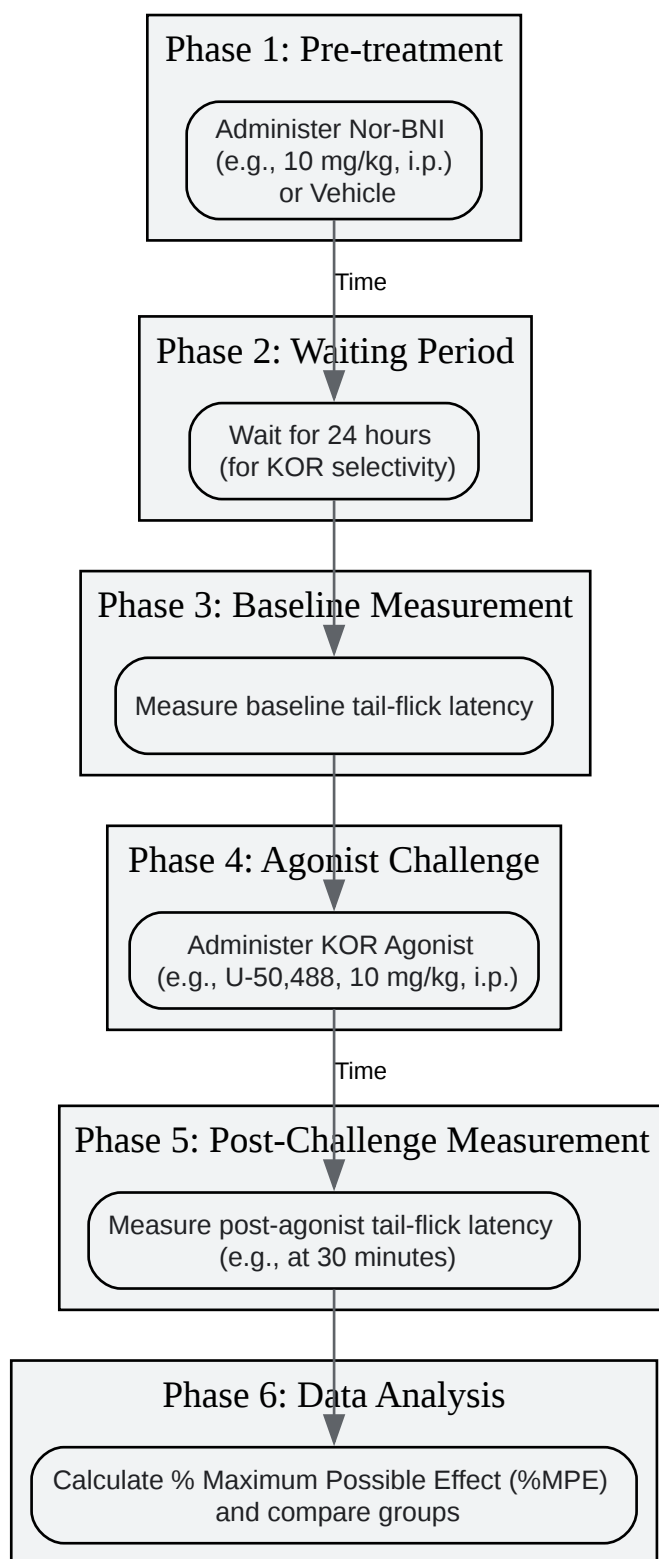 Phase 1: Pre-treatment
Administer Nor-BNI
(e.g., 10 mg/kg, i.p.)
or Vehicle
Time
Phase 2: Waiting Period
Wait for 24 hours
(for KOR selectivity)
Phase 3: Baseline Measurement
Measure baseline tail-flick latency
Phase 4: Agonist Challenge
Administer KOR Agonist
(e.g., U-50,488, 10 mg/kg, i.p.)
Time
Phase 5: Post-Challenge Measurement
Measure post-agonist tail-flick latency
(e.g., at 30 minutes)
Phase 6: Data Analysis
Calculate % Maximum Possible Effect (%MPE)
and compare groups